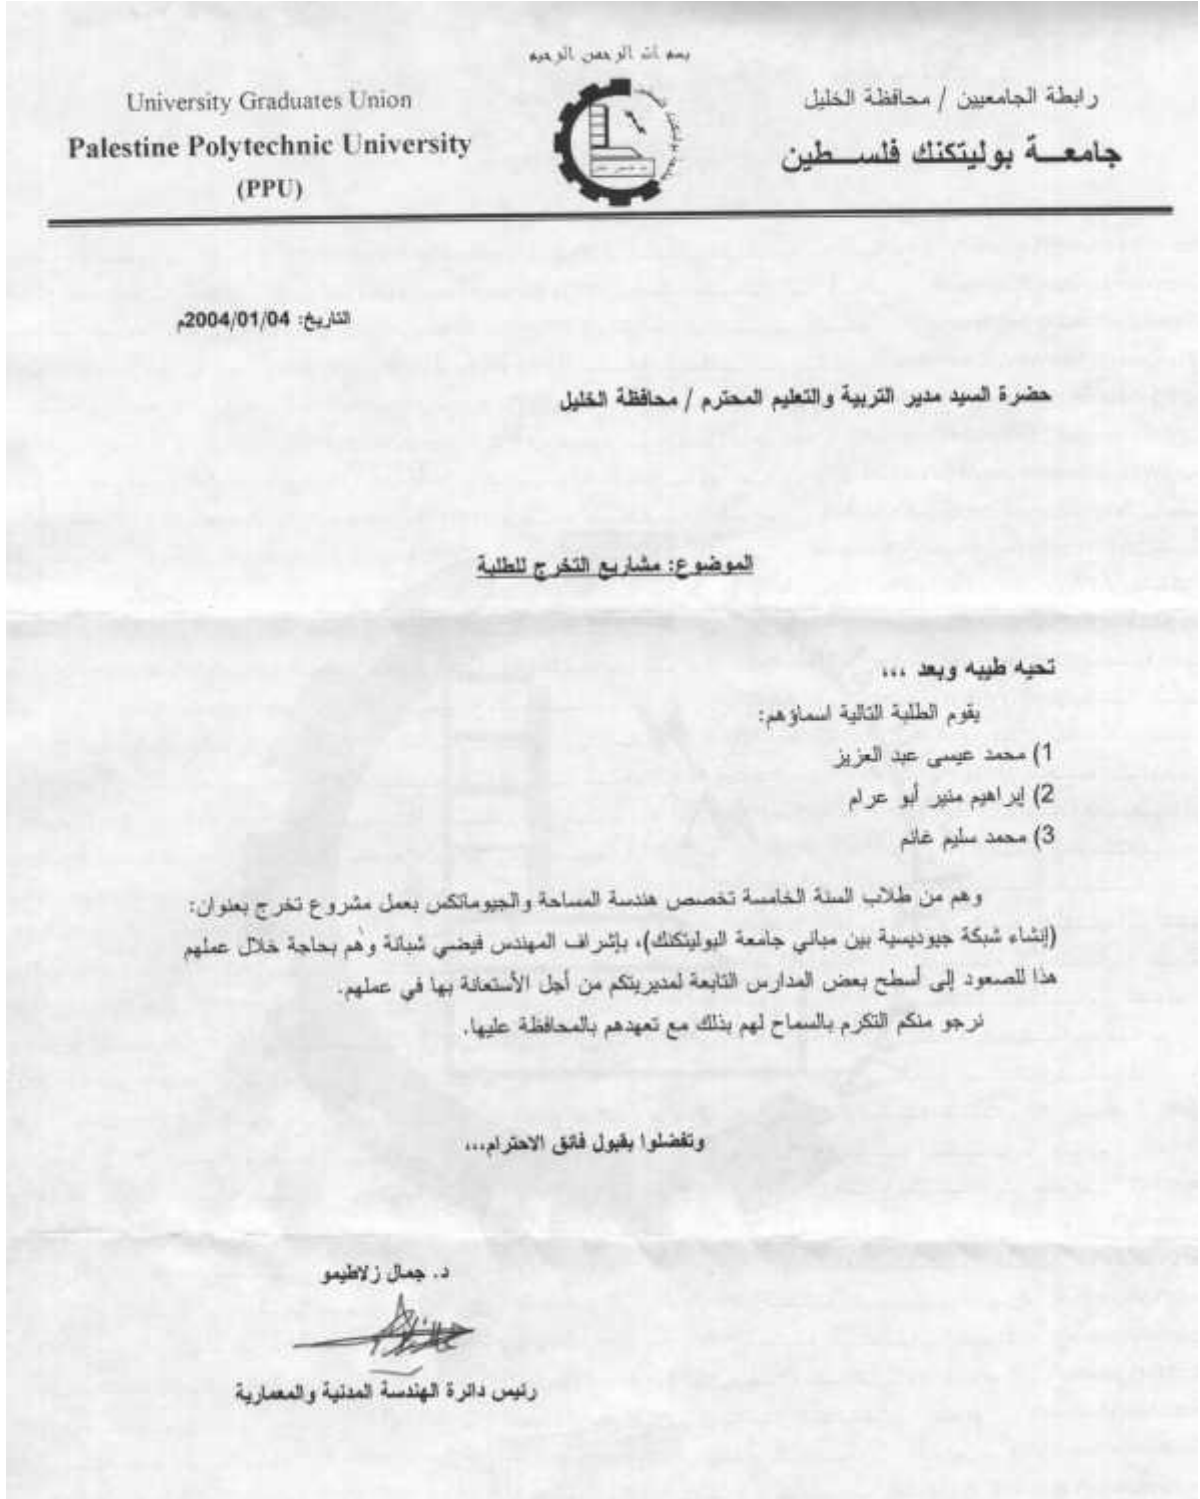 بسم الله الرحمن الرحيم
رابطة الجامعيين / محافظة الخليل
جامعـــة بوليتكنك فلســـطين
University Graduates Union
Palestine Polytechnic University
(PPU)
التاريخ: 2004/01/04م
حضرة السيد مدير التربية والتعليم المحترم / محافظة الخليل
الموضوع: مشاريع التخرج للطلبة
تحيه طيبه وبعد ،،،
يقوم الطلبة التالية اسماؤهم:
1) محمد عيسى عبد العزيز
2) إبراهيم منير أبو عرام
3) محمد سليم غانم
وهم من طلاب السنة الخامسة تخصص هندسة المساحة والجيوماتكس بعمل مشروع تخرج بعنوان:
(إنشاء شبكة جيوديسية بين مباني جامعة البوليتكنك)، بإشراف المهندس فيضي شبانة وهم بحاجة خلال عملهم
هذا للصعود إلى أسطح بعض المدارس التابعة لمديريتكم من أجل الأستعانة بها في عملهم.
نرجو منكم التكرم بالسماح لهم بذلك مع تعهدهم بالمحافظة عليها.
وتفضلوا بقبول فائق الاحترام،،،
د. جمال زلاطيمو
رئيس دائرة الهندسة المدنية والمعمارية